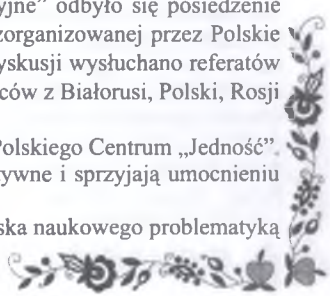 yjne” odbyło się posiedzenie
zorganizowanej przez Polskie
yskusji wysłuchano referatów
ców z Białorusi, Polski, Rosji
Polskiego Centrum „Jedność”.
tywne i sprzyjają umocnieniu
ska naukowego problematyką